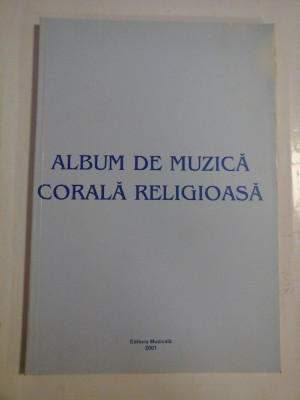 ALBUM DE MUZICĂ
CORALĂ RELIGIOASĂ
Editura Muzicală
2001